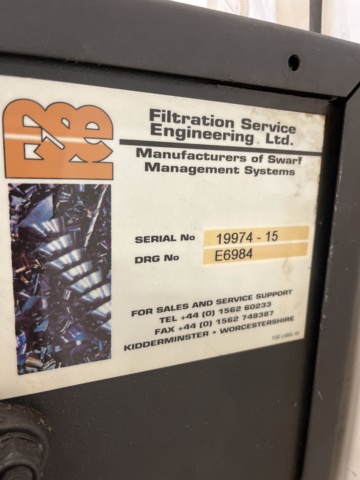 Filtration Service
Engineering Ltd.
Manufacturers of Swarf
Management Systems
SERIAL No 19974 - 15
DRG No E6984
FOR SALES AND SERVICE SUPPORT
TEL +44 (0) 1562 60233
FAX +44 (0) 1562 748387
KIDDERMINSTER • WORCESTERSHIRE